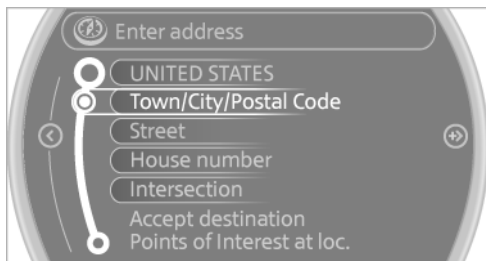 Enter address
UNITED STATES
Town/City/Postal Code
Street
House number
Intersection
Accept destination
Points of Interest at loc.